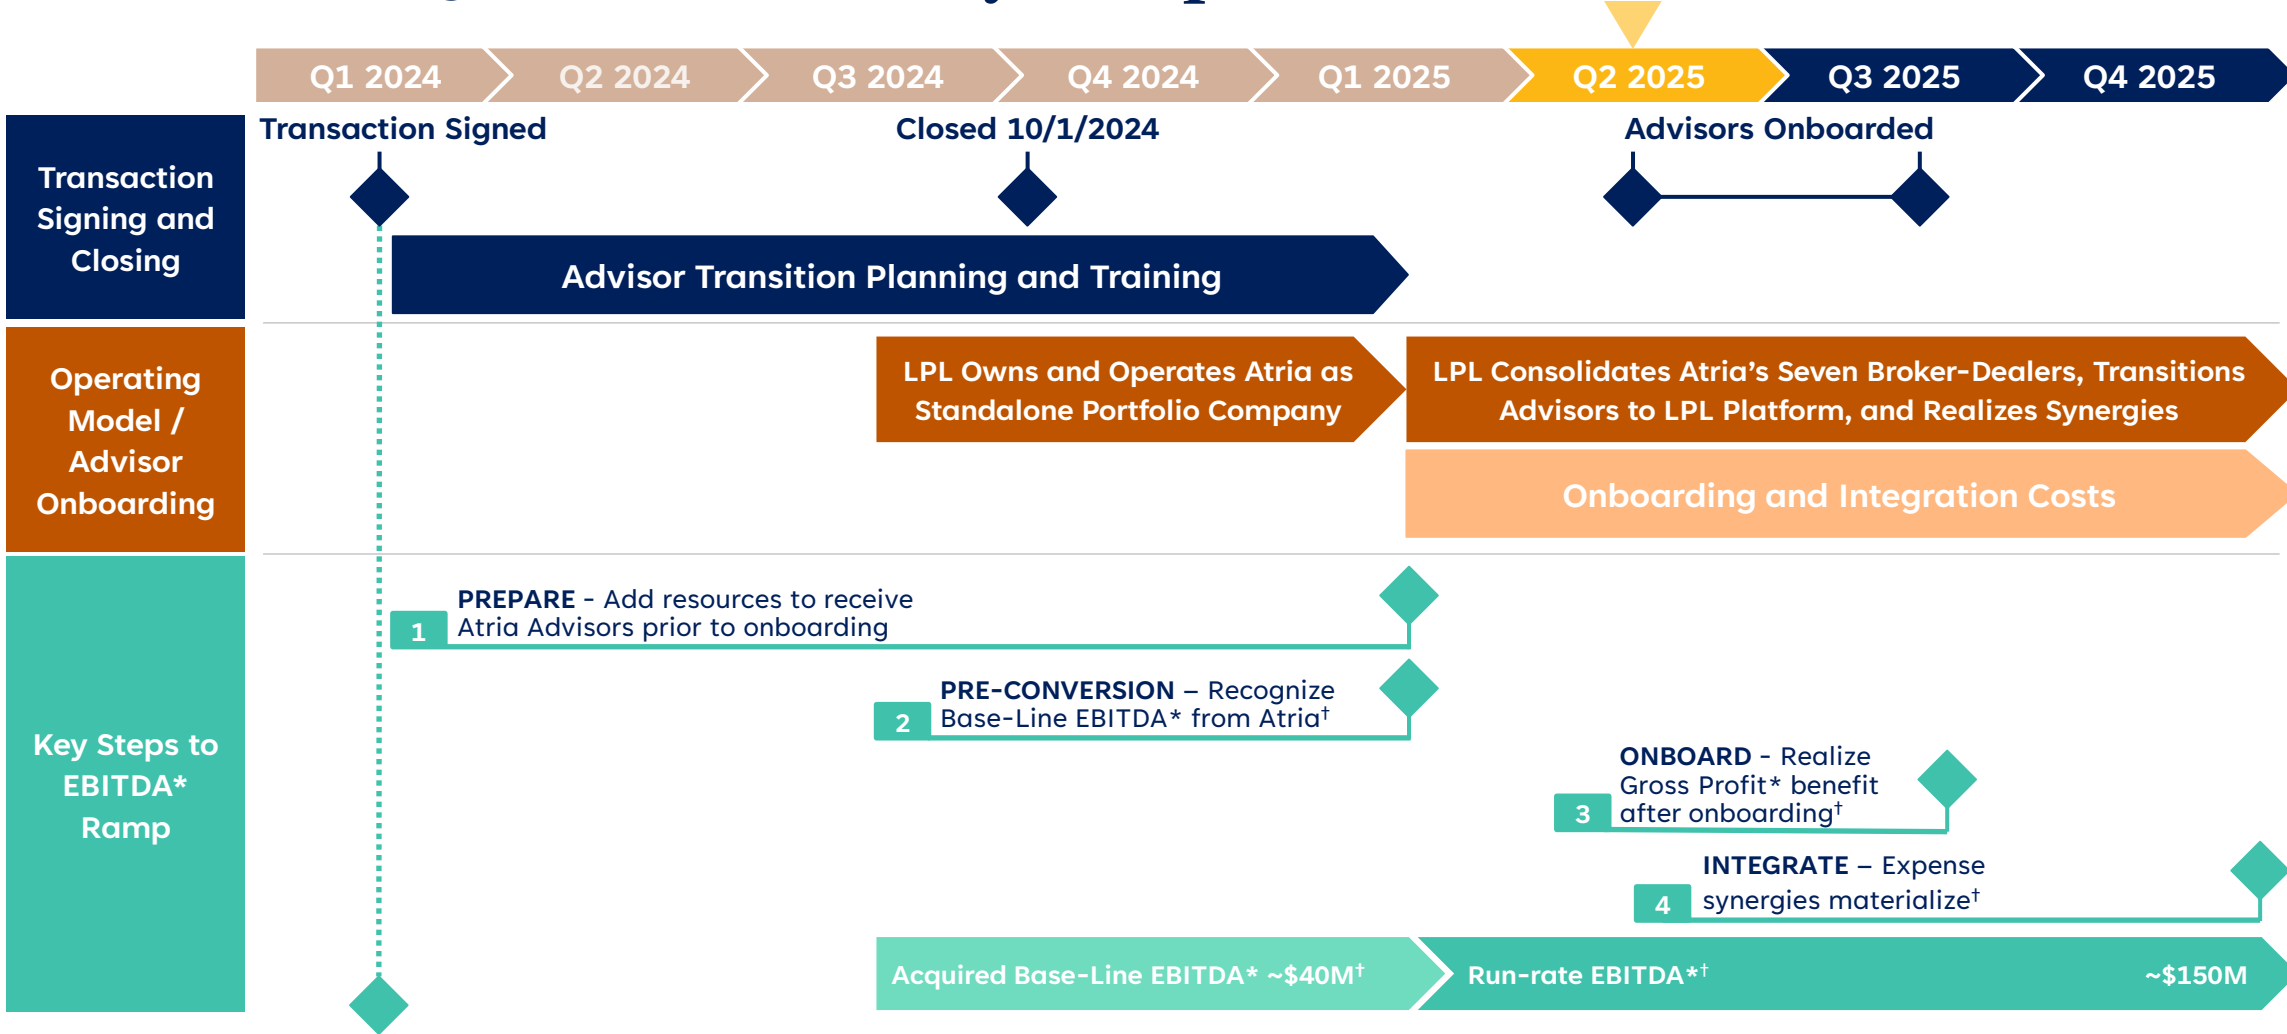 Q1 2024
Q2 2024
Q3 2024
Q4 2024
Q1 2025
Q2 2025
Q3 2025
Q4 2025
Transaction
Signing and
Closing
Transaction Signed
Closed 10/1/2024
Advisors Onboarded
Advisor Transition Planning and Training
Operating
Model /
Advisor
Onboarding
LPL Owns and Operates Atria as
Standalone Portfolio Company
LPL Consolidates Atria’s Seven Broker-Dealers, Transitions
Advisors to LPL Platform, and Realizes Synergies
Onboarding and Integration Costs
Key Steps to
EBITDA*
Ramp
1
PREPARE - Add resources to receive
Atria Advisors prior to onboarding
2
PRE-CONVERSION – Recognize
Base-Line EBITDA* from Atria†
3
ONBOARD - Realize
Gross Profit* benefit
after onboarding†
4
INTEGRATE – Expense
synergies materialize†
Acquired Base-Line EBITDA* ~$40M†
Run-rate EBITDA*†
~$150M